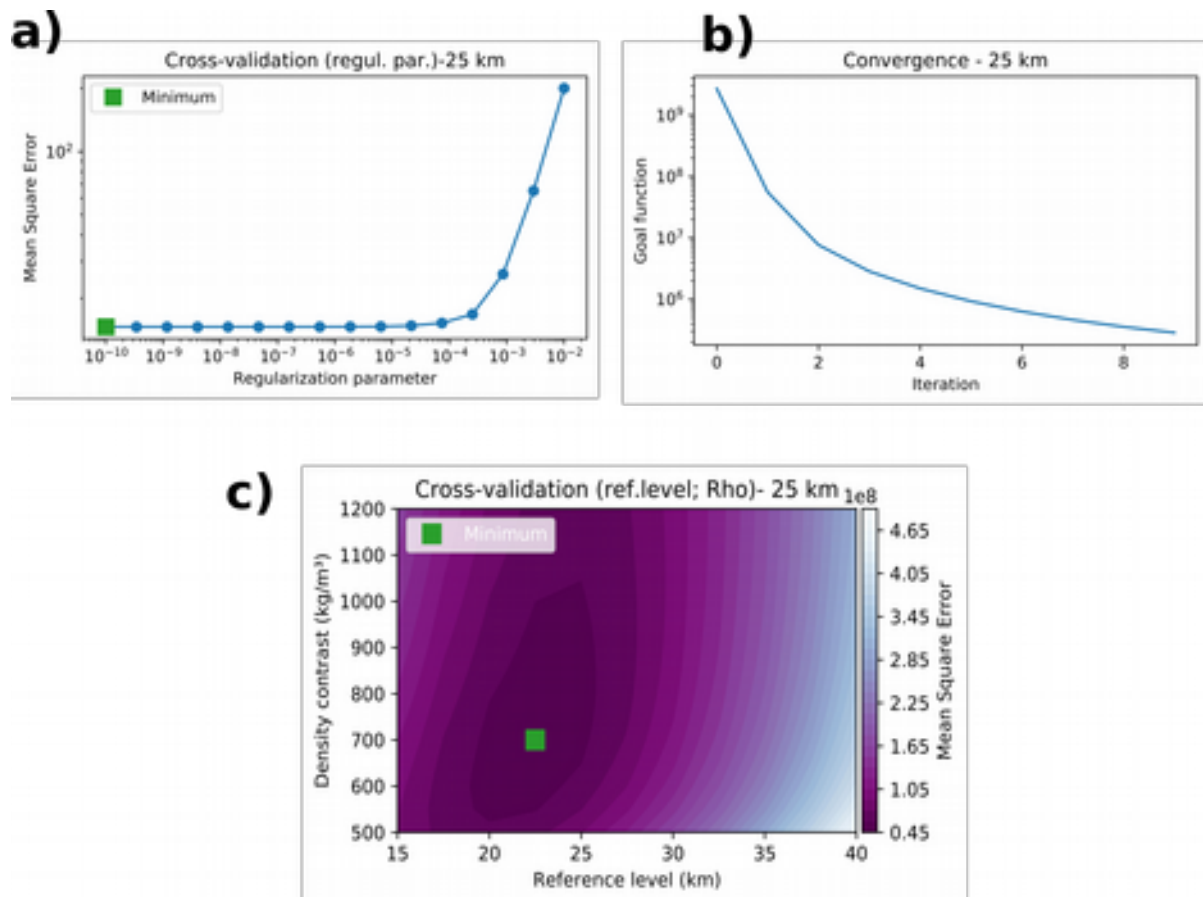 a)
Cross-validation (regul. par.)-25 km
Minimum
Mean Square Error
10²
10⁻¹⁰ 10⁻⁹ 10⁻⁸ 10⁻⁷ 10⁻⁶ 10⁻⁵ 10⁻⁴ 10⁻³ 10⁻²
Regularization parameter
b)
Convergence - 25 km
Goal function
10⁹
10⁸
10⁷
10⁶
0 2 4 6 8
Iteration
c)
Cross-validation (ref.level; Rho)- 25 km
1e8
Minimum
Density contrast (kg/m³)
1200
1100
1000
900
800
700
600
500
15 20 25 30 35 40
Reference level (km)
4.65
4.05
3.45
2.85
2.25
1.65
1.05
0.45
Mean Square Error